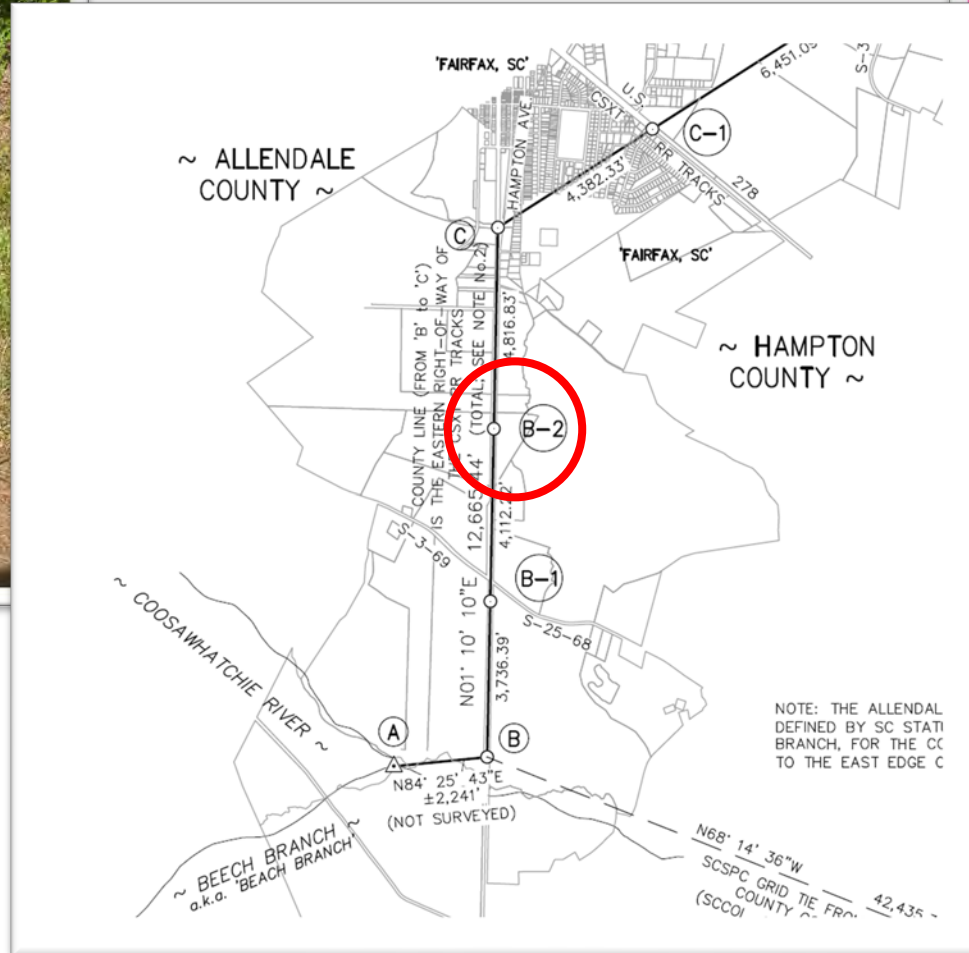 'FAIRFAX, SC'
6,451.09
S-3
U.S.
CSXT
RR TRACKS
278
C-1
~ ALLENDALE
COUNTY ~
HAMPTON AVE.
4,382.33'
C
'FAIRFAX, SC'
COUNTY LINE (FROM 'B' to 'C')
IS THE EASTERN RIGHT-OF-WAY OF
THE CSXT RR TRACKS
12,665.44'
(TOTAL, SEE NOTE No.2)
4,816.83'
~ HAMPTON
COUNTY ~
B-2
4,112.22'
S-3-69
B-1
S-25-68
N01° 10' 10"E
3,736.39'
~ COOSAWHATCHIE RIVER ~
A
B
N84° 25' 43"E
±2,241'
(NOT SURVEYED)
NOTE: THE ALLENDAL
DEFINED BY SC STATU
BRANCH, FOR THE CO
TO THE EAST EDGE O
~ BEECH BRANCH ~
a.k.a. 'BEACH BRANCH'
N68° 14' 36"W
SCSPC GRID TIE FRO
COUNTY
(SCCOI
42,435